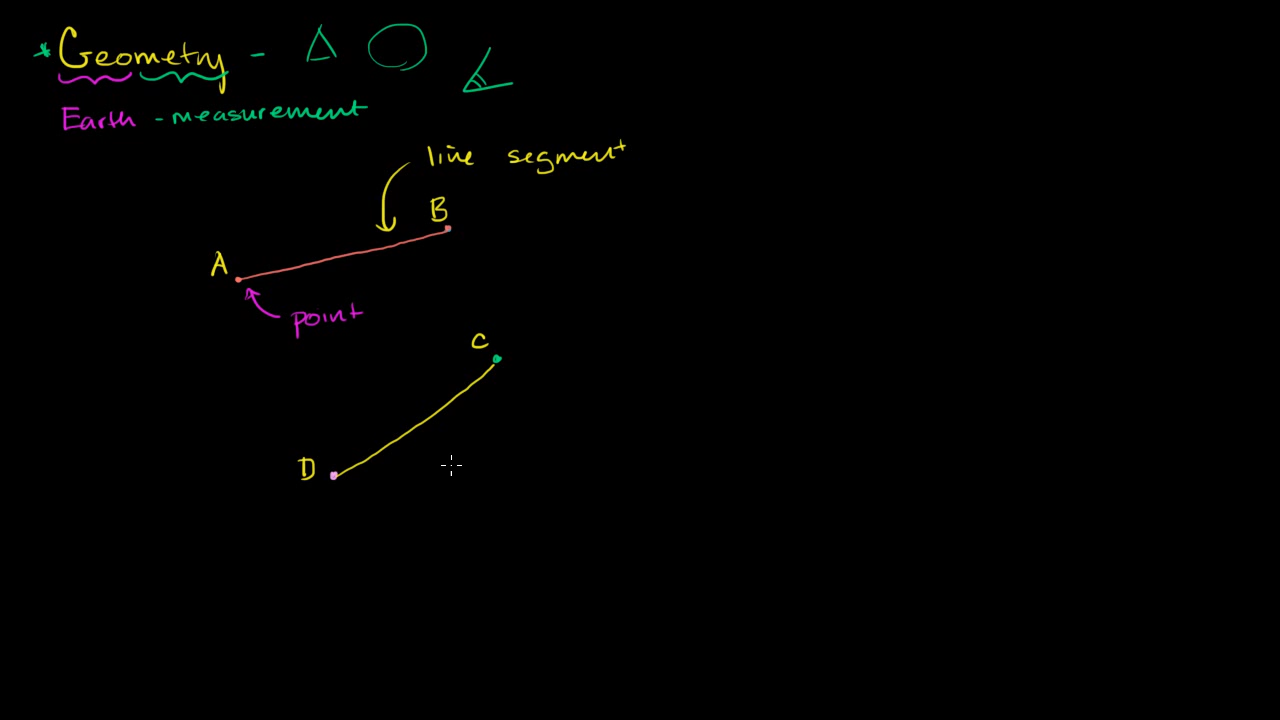 *Geometry -
Earth - measurement
line segment
B
A
point
C
D